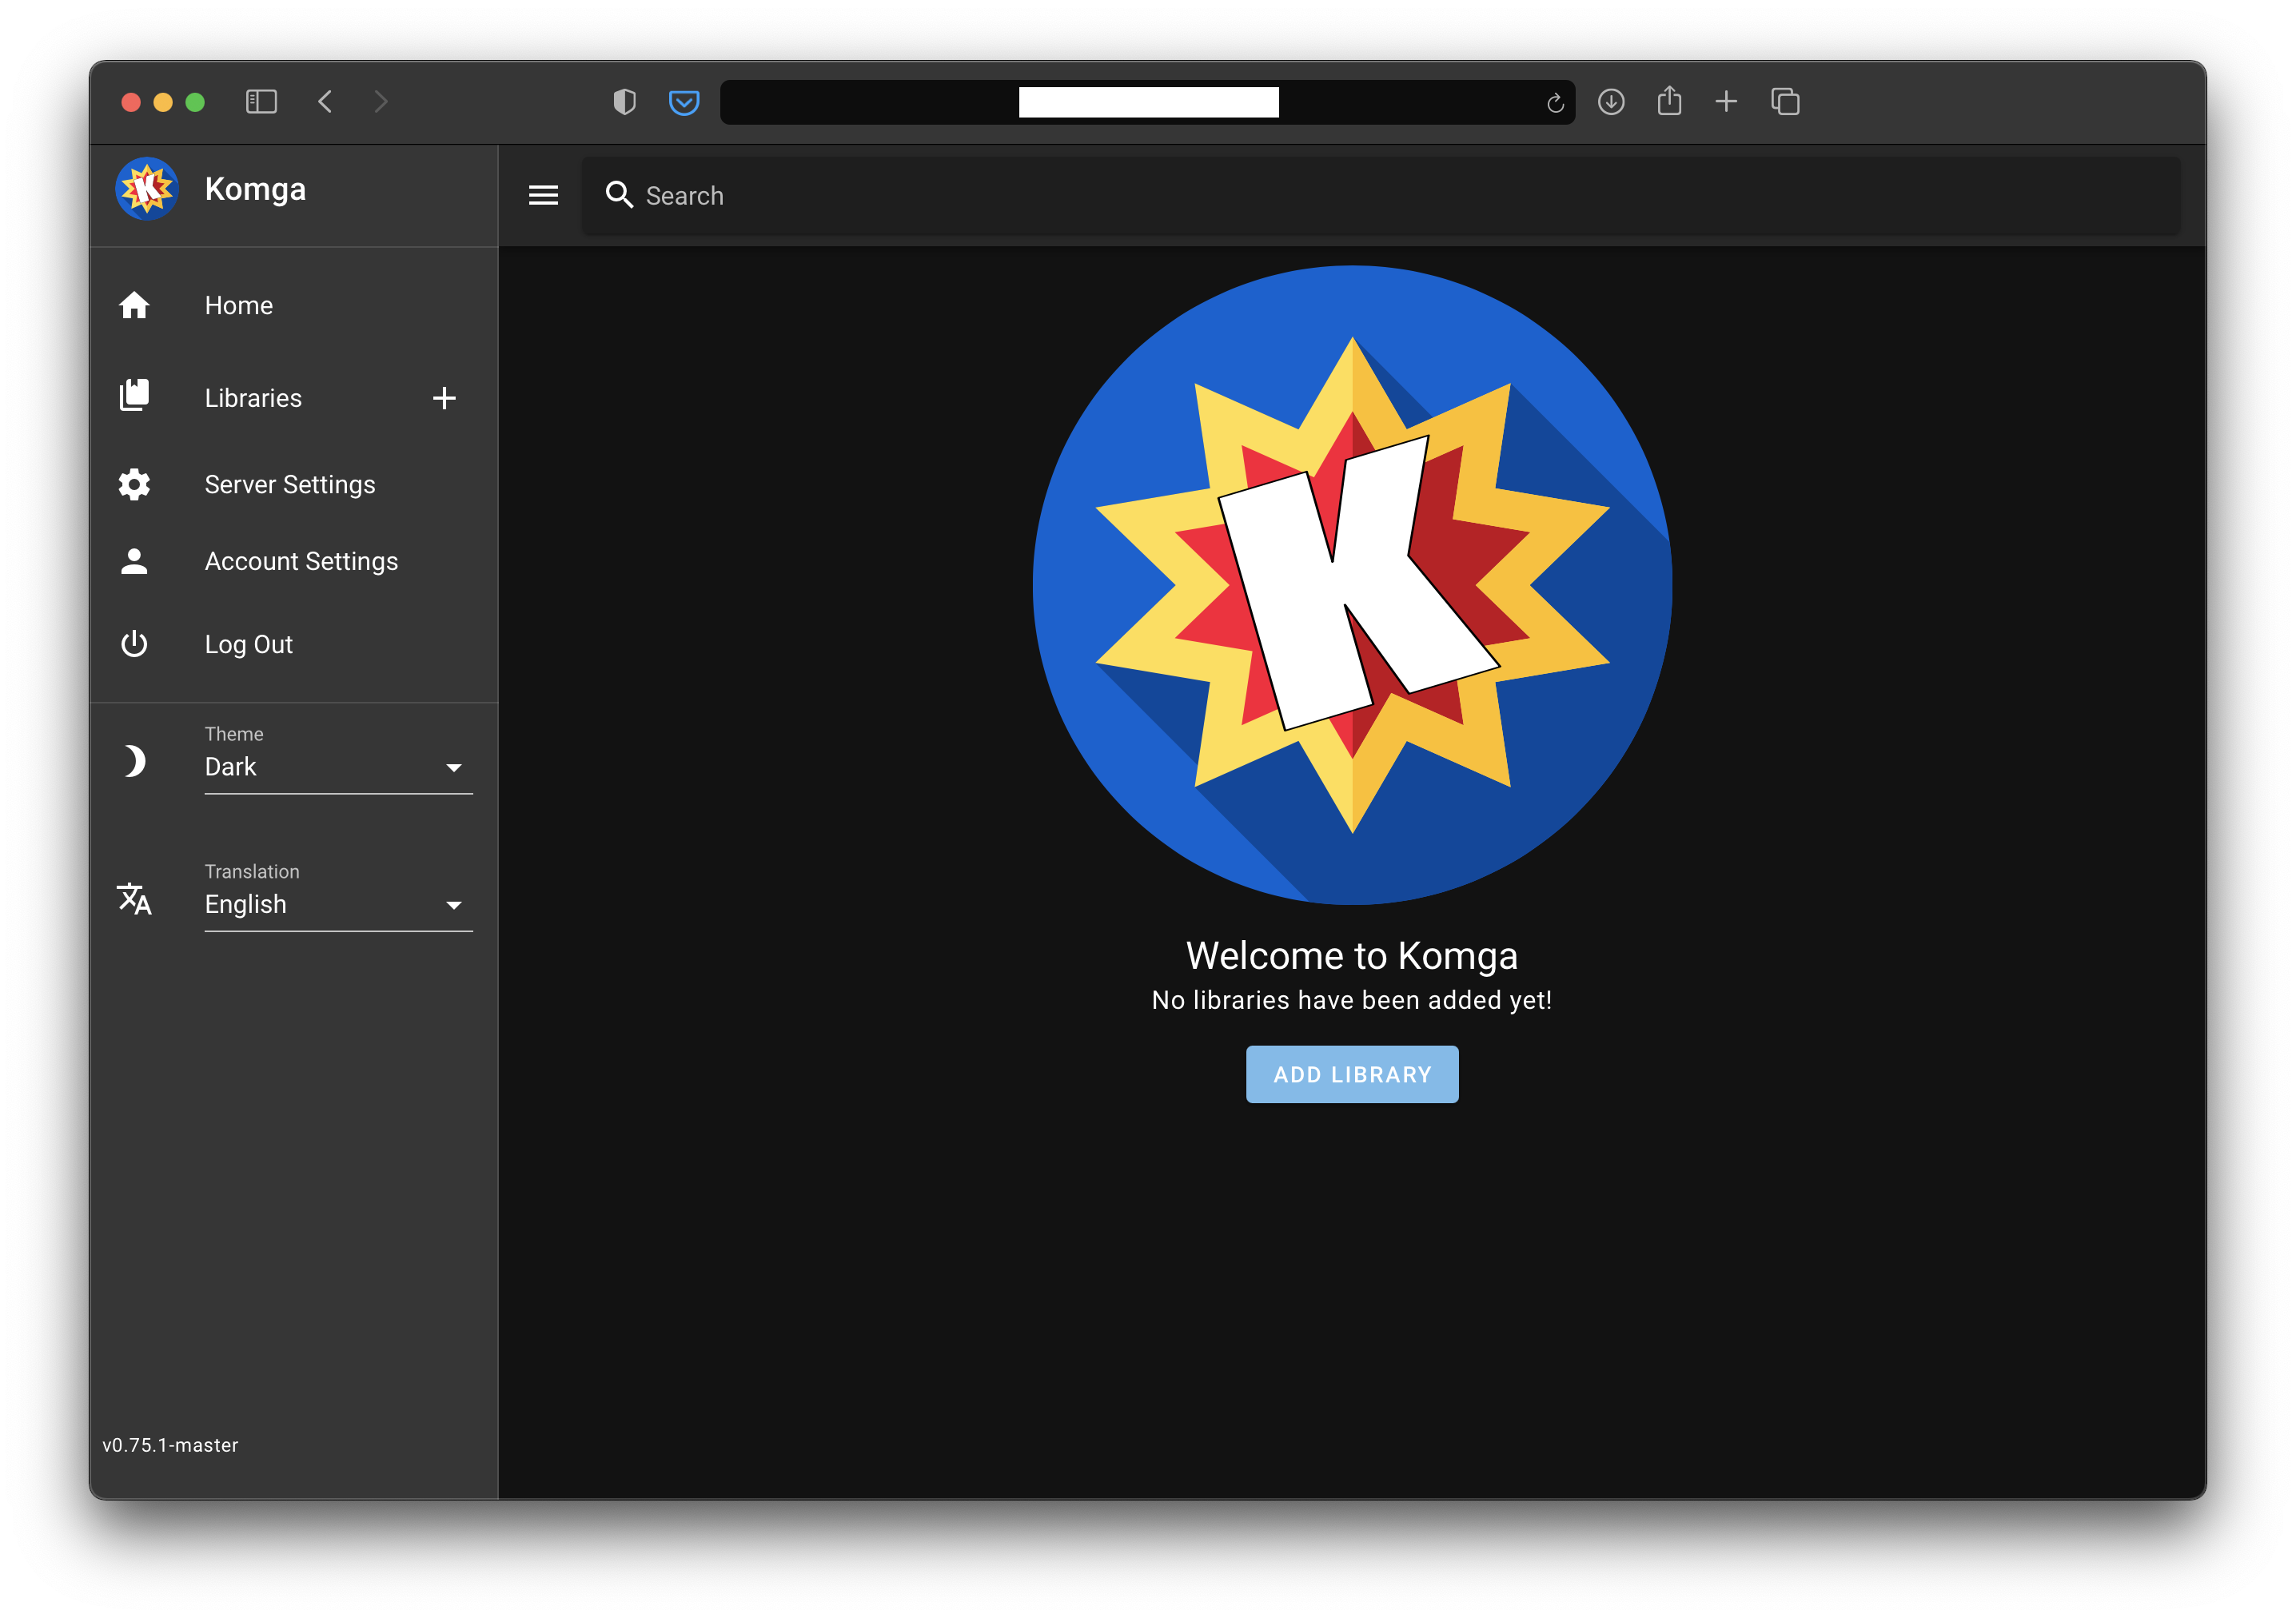 Komga
Search
Home
Libraries
Server Settings
Account Settings
Log Out
Theme
Dark
Translation
English
v0.75.1-master
K
Welcome to Komga
No libraries have been added yet!
ADD LIBRARY